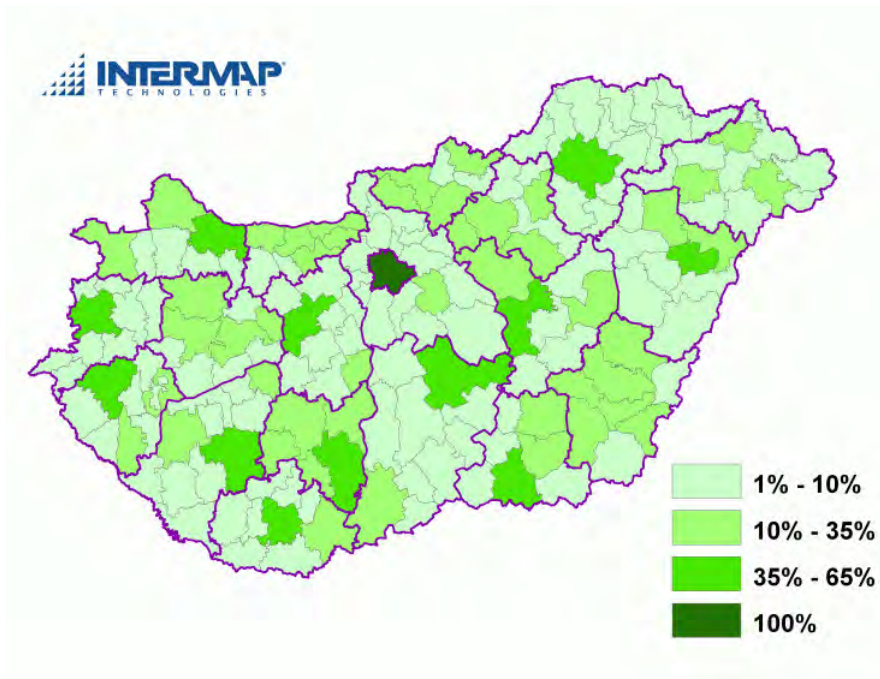 INTERMAP®
TECHNOLOGIES
1% - 10%
10% - 35%
35% - 65%
100%